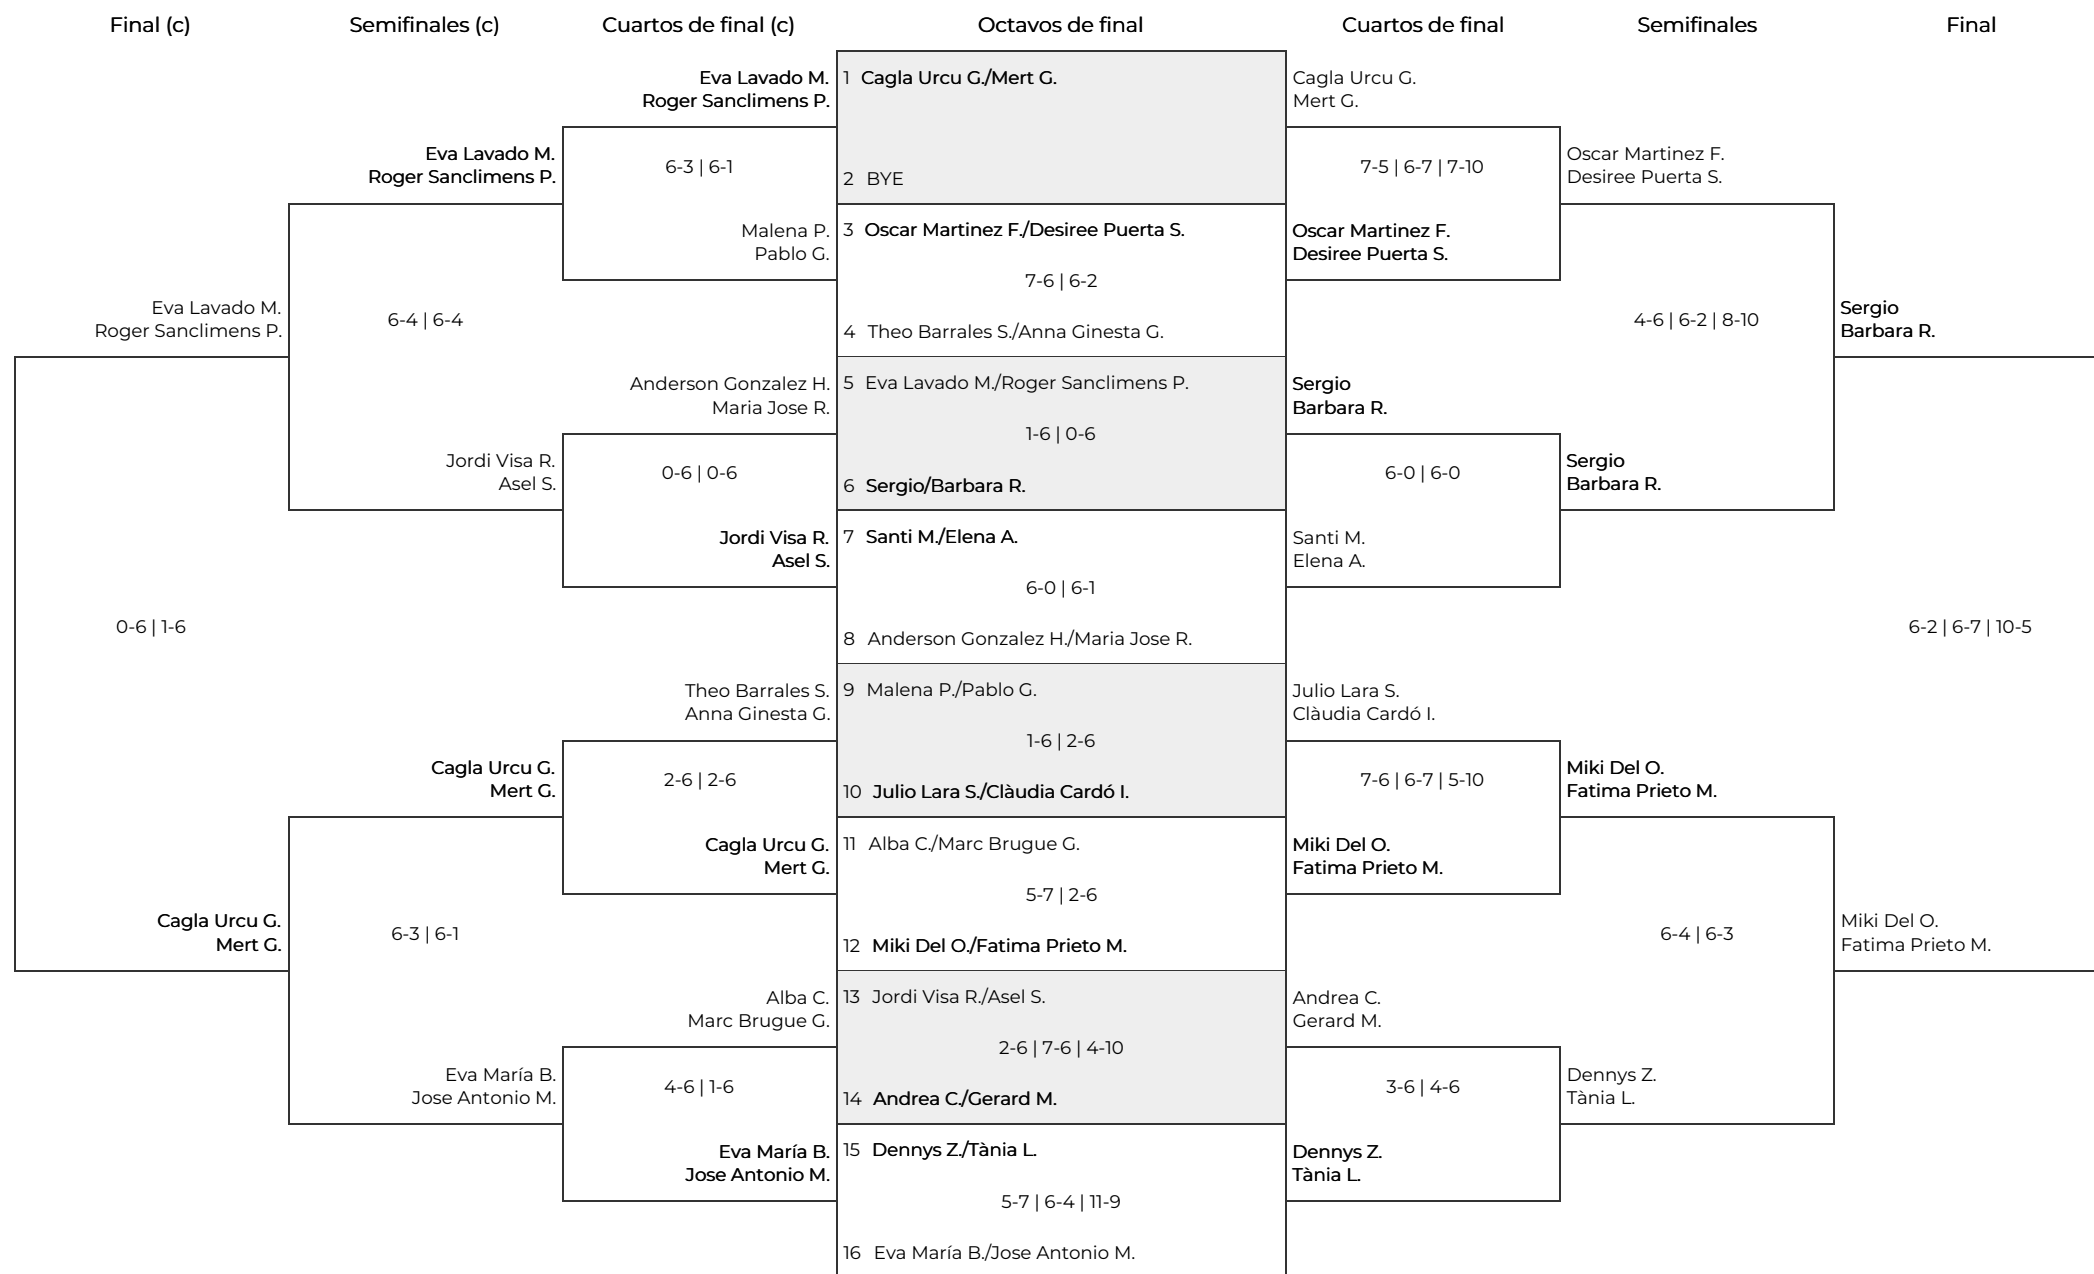 Final (c)
Semifinales (c)
Cuartos de final (c)
Octavos de final
Cuartos de final
Semifinales
Final
Eva Lavado M.
Roger Sanclimens P.
0-6 | 1-6
Cagla Urcu G.
Mert G.
Eva Lavado M.
Roger Sanclimens P.
6-4 | 6-4
Jordi Visa R.
Asel S.
Cagla Urcu G.
Mert G.
6-3 | 6-1
Eva María B.
Jose Antonio M.
Eva Lavado M.
Roger Sanclimens P.
6-3 | 6-1
Malena P.
Pablo G.
Anderson Gonzalez H.
Maria Jose R.
0-6 | 0-6
Jordi Visa R.
Asel S.
Theo Barrales S.
Anna Ginesta G.
2-6 | 2-6
Cagla Urcu G.
Mert G.
Alba C.
Marc Brugue G.
4-6 | 1-6
Eva María B.
Jose Antonio M.
1 Cagla Urcu G./Mert G.
2 BYE
3 Oscar Martinez F./Desiree Puerta S.
7-6 | 6-2
4 Theo Barrales S./Anna Ginesta G.
5 Eva Lavado M./Roger Sanclimens P.
1-6 | 0-6
6 Sergio/Barbara R.
7 Santi M./Elena A.
6-0 | 6-1
8 Anderson Gonzalez H./Maria Jose R.
9 Malena P./Pablo G.
1-6 | 2-6
10 Julio Lara S./Clàudia Cardó I.
11 Alba C./Marc Brugue G.
5-7 | 2-6
12 Miki Del O./Fatima Prieto M.
13 Jordi Visa R./Asel S.
2-6 | 7-6 | 4-10
14 Andrea C./Gerard M.
15 Dennys Z./Tània L.
5-7 | 6-4 | 11-9
16 Eva María B./Jose Antonio M.
Cagla Urcu G.
Mert G.
7-5 | 6-7 | 7-10
Oscar Martinez F.
Desiree Puerta S.
Sergio
Barbara R.
6-0 | 6-0
Santi M.
Elena A.
Julio Lara S.
Clàudia Cardó I.
7-6 | 6-7 | 5-10
Miki Del O.
Fatima Prieto M.
Andrea C.
Gerard M.
3-6 | 4-6
Dennys Z.
Tània L.
Oscar Martinez F.
Desiree Puerta S.
4-6 | 6-2 | 8-10
Sergio
Barbara R.
Miki Del O.
Fatima Prieto M.
6-4 | 6-3
Dennys Z.
Tània L.
Sergio
Barbara R.
6-2 | 6-7 | 10-5
Miki Del O.
Fatima Prieto M.